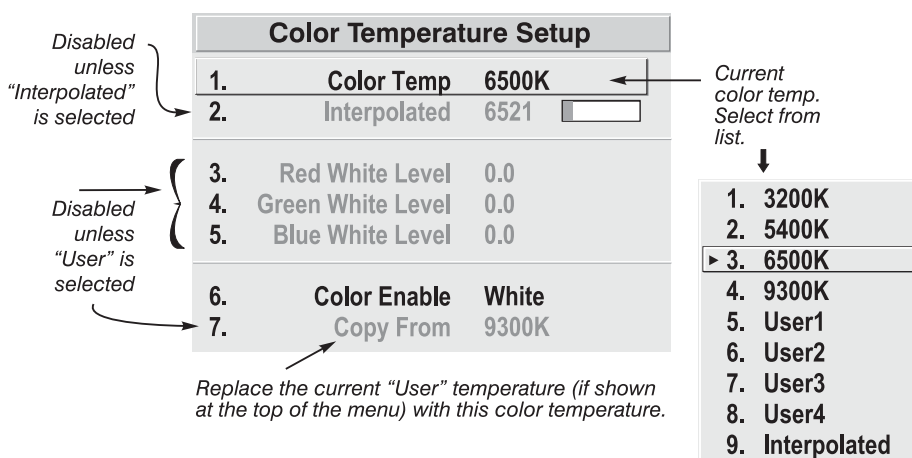 Color Temperature Setup
Disabled
unless
“Interpolated”
is selected
1. Color Temp 6500K
2. Interpolated 6521
Current
color temp.
Select from
list.
3. Red White Level 0.0
4. Green White Level 0.0
5. Blue White Level 0.0
Disabled
unless
“User” is
selected
6. Color Enable White
7. Copy From 9300K
Replace the current “User” temperature (if shown
at the top of the menu) with this color temperature.
1. 3200K
2. 5400K
3. 6500K
4. 9300K
5. User1
6. User2
7. User3
8. User4
9. Interpolated